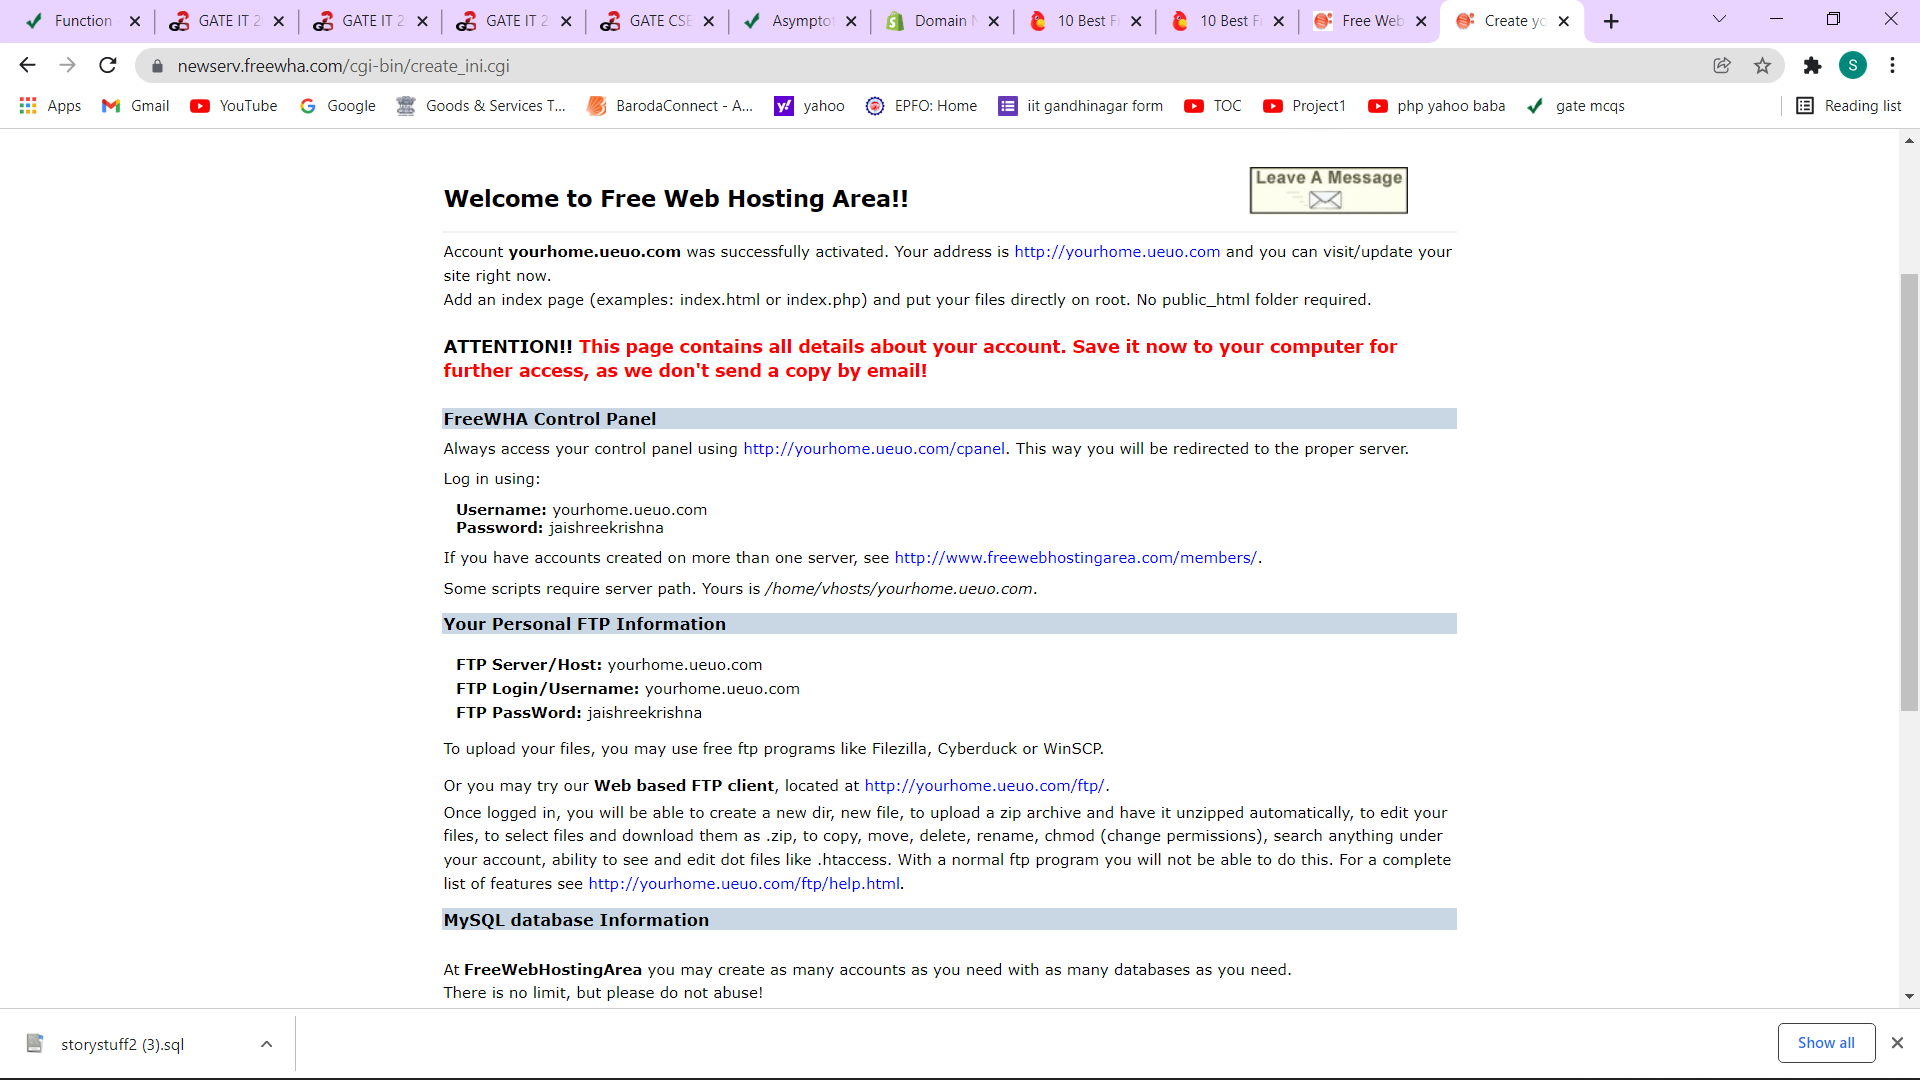 Function
GATE IT 2
GATE IT 2
GATE IT 2
GATE CSE
Asymptot
Domain N
10 Best Fr
10 Best Fr
Free Web
Create yo
newserv.freewha.com/cgi-bin/create_ini.cgi
S
Apps
Gmail
YouTube
Google
Goods & Services T...
BarodaConnect - A...
yahoo
EPFO: Home
iit gandhinagar form
TOC
Project1
php yahoo baba
gate mcqs
Reading list
Leave A Message
Welcome to Free Web Hosting Area!!
Account yourhome.ueuo.com was successfully activated. Your address is http://yourhome.ueuo.com and you can visit/update your
site right now.
Add an index page (examples: index.html or index.php) and put your files directly on root. No public_html folder required.
ATTENTION!! This page contains all details about your account. Save it now to your computer for
further access, as we don't send a copy by email!
FreeWHA Control Panel
Always access your control panel using http://yourhome.ueuo.com/cpanel. This way you will be redirected to the proper server.
Log in using:
Username: yourhome.ueuo.com
Password: jaishreekrishna
If you have accounts created on more than one server, see http://www.freewebhostingarea.com/members/.
Some scripts require server path. Yours is /home/vhosts/yourhome.ueuo.com.
Your Personal FTP Information
FTP Server/Host: yourhome.ueuo.com
FTP Login/Username: yourhome.ueuo.com
FTP PassWord: jaishreekrishna
To upload your files, you may use free ftp programs like Filezilla, Cyberduck or WinSCP.
Or you may try our Web based FTP client, located at http://yourhome.ueuo.com/ftp/.
Once logged in, you will be able to create a new dir, new file, to upload a zip archive and have it unzipped automatically, to edit your
files, to select files and download them as .zip, to copy, move, delete, rename, chmod (change permissions), search anything under
your account, ability to see and edit dot files like .htaccess. With a normal ftp program you will not be able to do this. For a complete
list of features see http://yourhome.ueuo.com/ftp/help.html.
MySQL database Information
At FreeWebHostingArea you may create as many accounts as you need with as many databases as you need.
There is no limit, but please do not abuse!
storystuff2 (3).sql
Show all